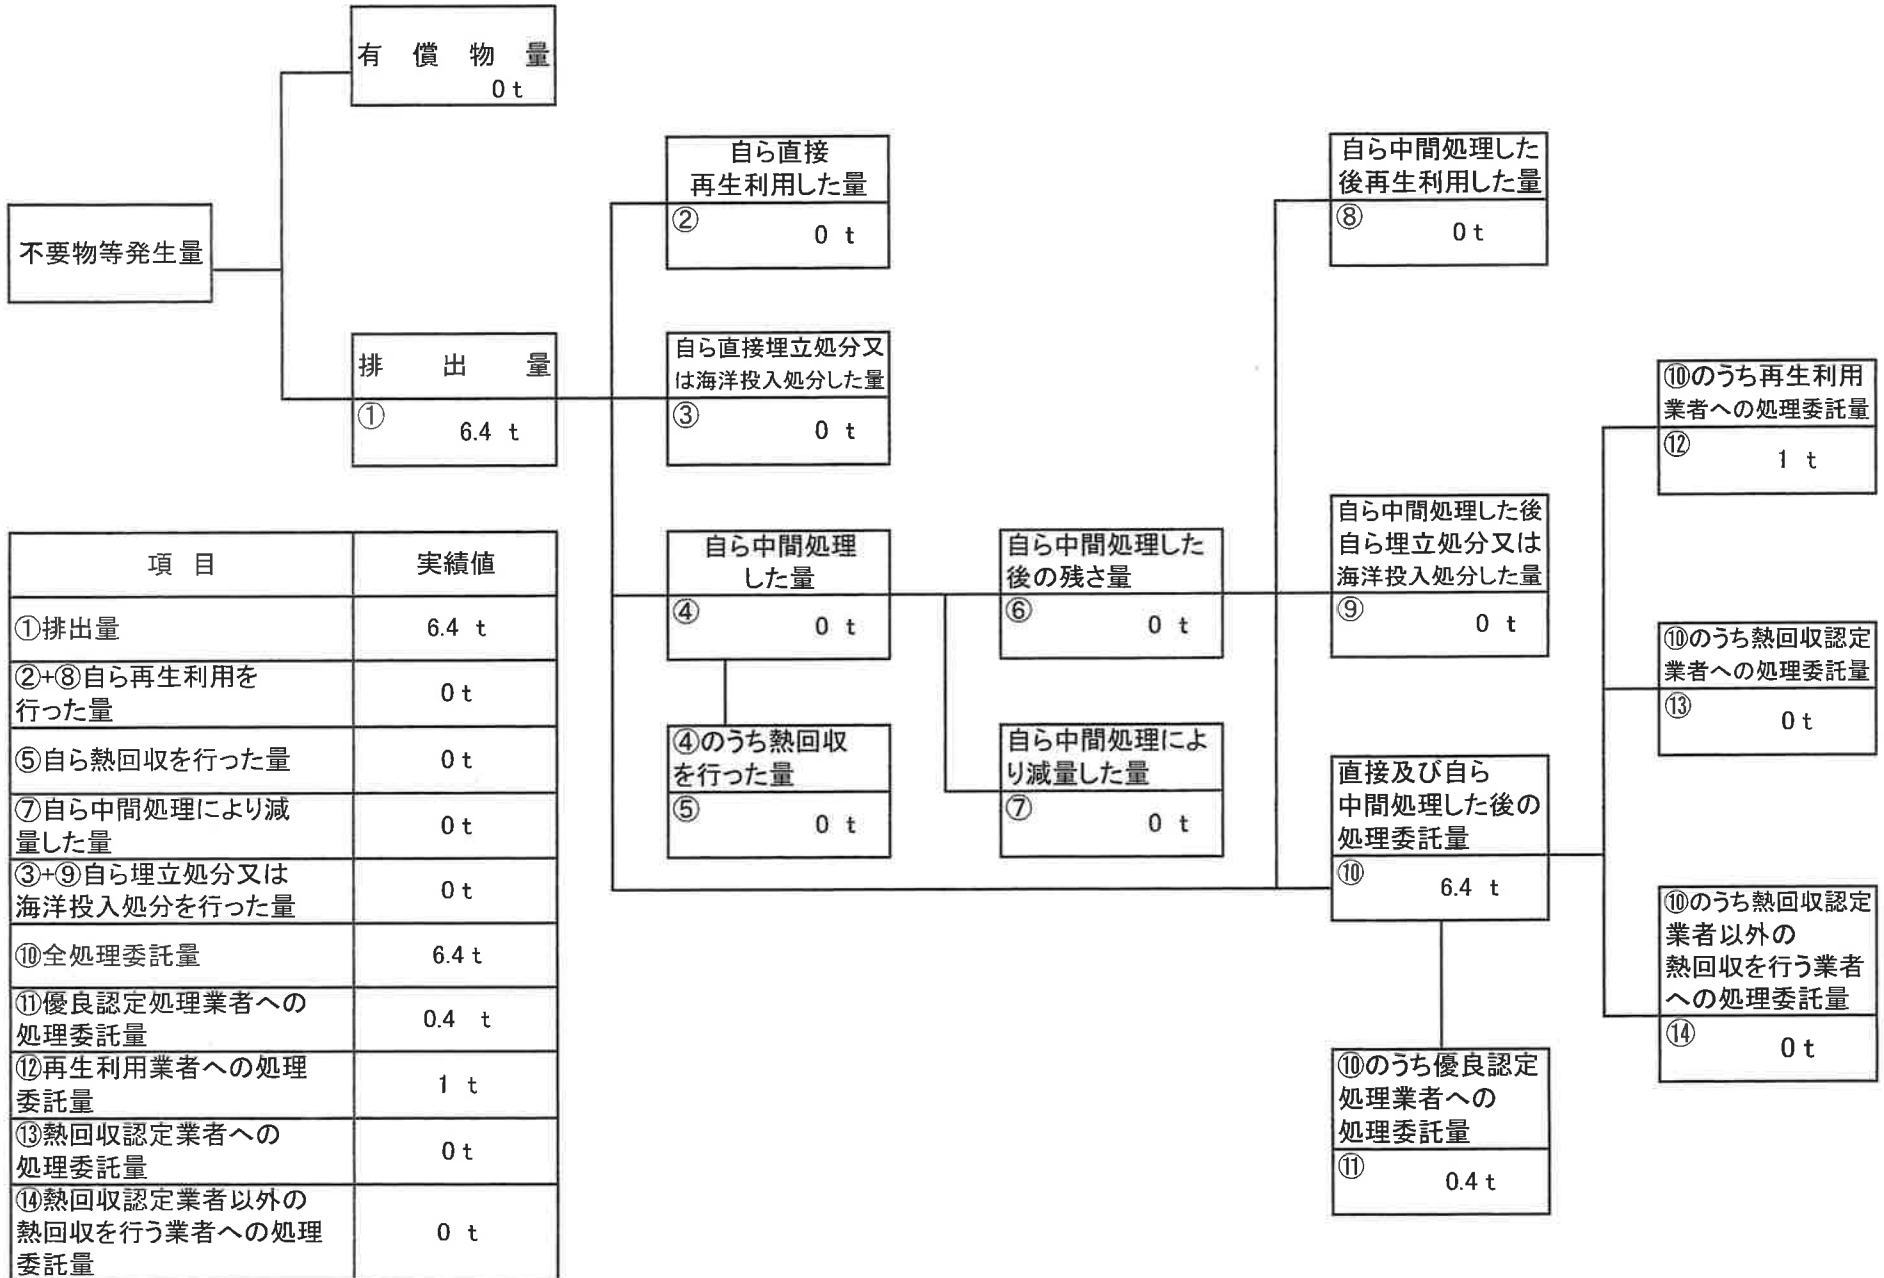 有償物量
0 t
不要物等発生量
排出量
①
6.4 t
自ら直接
再生利用した量
②
0 t
自ら直接埋立処分又
は海洋投入処分した量
③
0 t
自ら中間処理
した量
④
0 t
④のうち熱回収
を行った量
⑤
0 t
自ら中間処理した
後の残さ量
⑥
0 t
自ら中間処理によ
り減量した量
⑦
0 t
自ら中間処理した
後再生利用した量
⑧
0 t
自ら中間処理した後
自ら埋立処分又は
海洋投入処分した量
⑨
0 t
直接及び自ら
中間処理した後の
処理委託量
⑩
6.4 t
⑩のうち優良認定
処理業者への
処理委託量
⑪
0.4 t
⑩のうち再生利用
業者への処理委託量
⑫
1 t
⑩のうち熱回収認定
業者への処理委託量
⑬
0 t
⑩のうち熱回収認定
業者以外の
熱回収を行う業者
への処理委託量
⑭
0 t
項目 実績値
①排出量 6.4 t
②+⑧自ら再生利用を
行った量 0 t
⑤自ら熱回収を行った量 0 t
⑦自ら中間処理により減
量した量 0 t
③+⑨自ら埋立処分又は
海洋投入処分を行った量 0 t
⑩全処理委託量 6.4 t
⑪優良認定処理業者への
処理委託量 0.4 t
⑫再生利用業者への処理
委託量 1 t
⑬熱回収認定業者への
処理委託量 0 t
⑭熱回収認定業者以外の
熱回収を行う業者への処理
委託量 0 t